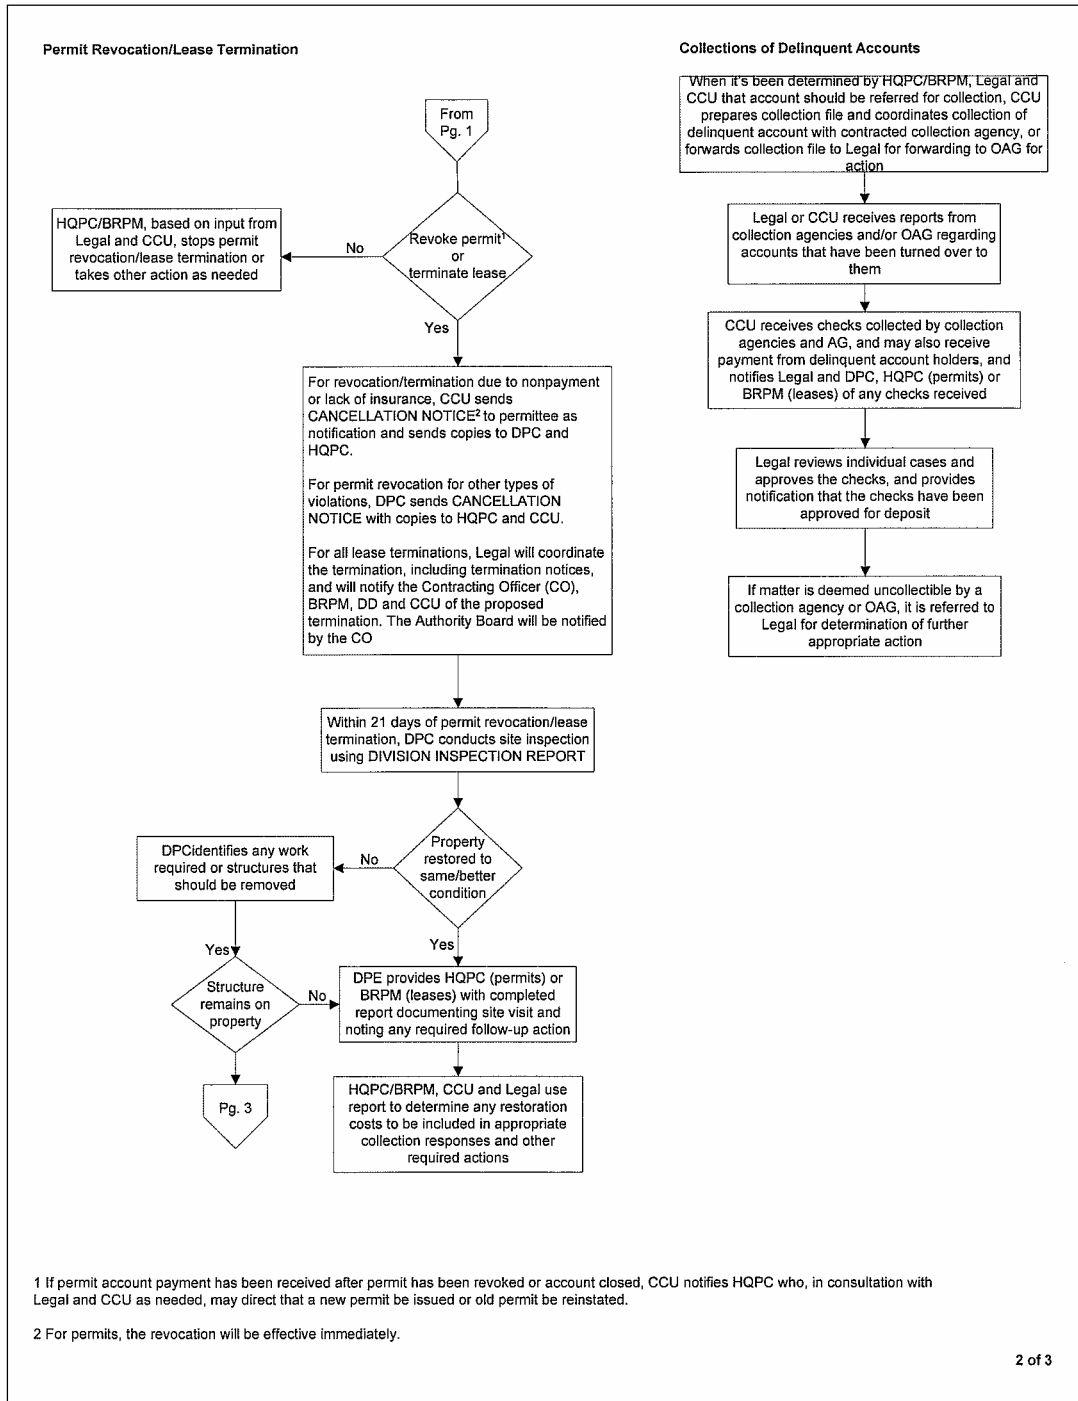 Permit Revocation/Lease Termination
From
Pg. 1
Revoke permit¹
or
terminate lease
No
HQPC/BRPM, based on input from
Legal and CCU, stops permit
revocation/lease termination or
takes other action as needed
Yes
For revocation/termination due to nonpayment
or lack of insurance, CCU sends
CANCELLATION NOTICE² to permittee as
notification and sends copies to DPC and
HQPC.
For permit revocation for other types of
violations, DPC sends CANCELLATION
NOTICE with copies to HQPC and CCU.
For all lease terminations, Legal will coordinate
the termination, including termination notices,
and will notify the Contracting Officer (CO),
BRPM, DD and CCU of the proposed
termination. The Authority Board will be notified
by the CO
Within 21 days of permit revocation/lease
termination, DPC conducts site inspection
using DIVISION INSPECTION REPORT
Property
restored to
same/better
condition
No
DPCidentifies any work
required or structures that
should be removed
Yes
Structure
remains on
property
No
Yes
DPE provides HQPC (permits) or
BRPM (leases) with completed
report documenting site visit and
noting any required follow-up action
Pg. 3
HQPC/BRPM, CCU and Legal use
report to determine any restoration
costs to be included in appropriate
collection responses and other
required actions
Collections of Delinquent Accounts
When it's been determined by HQPC/BRPM, Legal and
CCU that account should be referred for collection, CCU
prepares collection file and coordinates collection of
delinquent account with contracted collection agency, or
forwards collection file to Legal for forwarding to OAG for
action
Legal or CCU receives reports from
collection agencies and/or OAG regarding
accounts that have been turned over to
them
CCU receives checks collected by collection
agencies and AG, and may also receive
payment from delinquent account holders, and
notifies Legal and DPC, HQPC (permits) or
BRPM (leases) of any checks received
Legal reviews individual cases and
approves the checks, and provides
notification that the checks have been
approved for deposit
If matter is deemed uncollectible by a
collection agency or OAG, it is referred to
Legal for determination of further
appropriate action
1 If permit account payment has been received after permit has been revoked or account closed, CCU notifies HQPC who, in consultation with
Legal and CCU as needed, may direct that a new permit be issued or old permit be reinstated.
2 For permits, the revocation will be effective immediately.
2 of 3